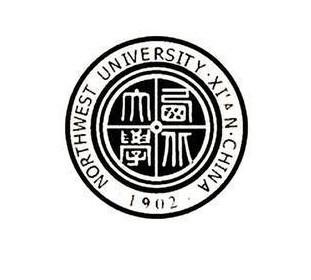 NORTHWEST UNIVERSITY·XI'AN·CHINA
西北
大學
·1902·